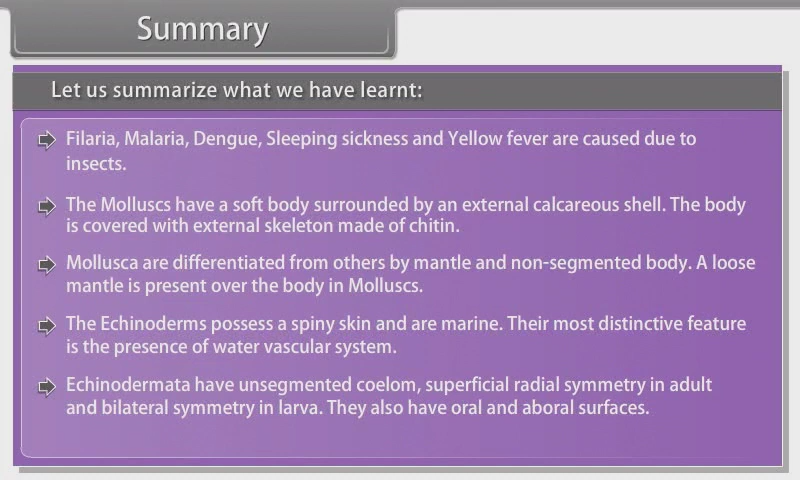 Summary
Let us summarize what we have learnt:
Filaria, Malaria, Dengue, Sleeping sickness and Yellow fever are caused due to
insects.
The Molluscs have a soft body surrounded by an external calcareous shell. The body
is covered with external skeleton made of chitin.
Mollusca are differentiated from others by mantle and non-segmented body. A loose
mantle is present over the body in Molluscs.
The Echinoderms possess a spiny skin and are marine. Their most distinctive feature
is the presence of water vascular system.
Echinodermata have unsegmented coelom, superficial radial symmetry in adult
and bilateral symmetry in larva. They also have oral and aboral surfaces.